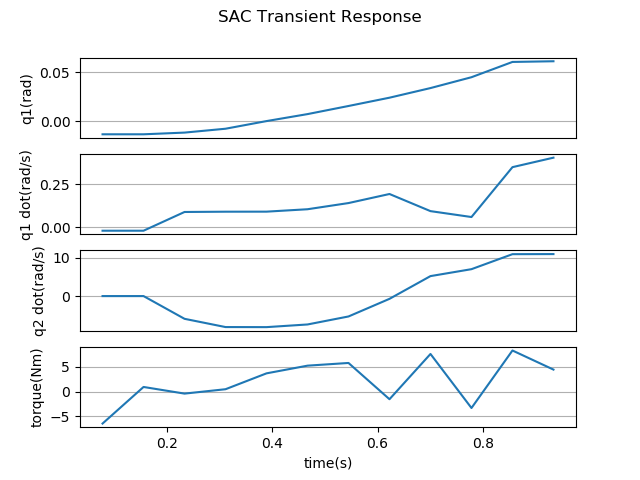 SAC Transient Response
q1(rad)
0.05
0.00
q1 dot(rad/s)
0.25
0.00
q2 dot(rad/s)
10
0
torque(Nm)
5
0
−5
0.2 0.4 0.6 0.8
time(s)